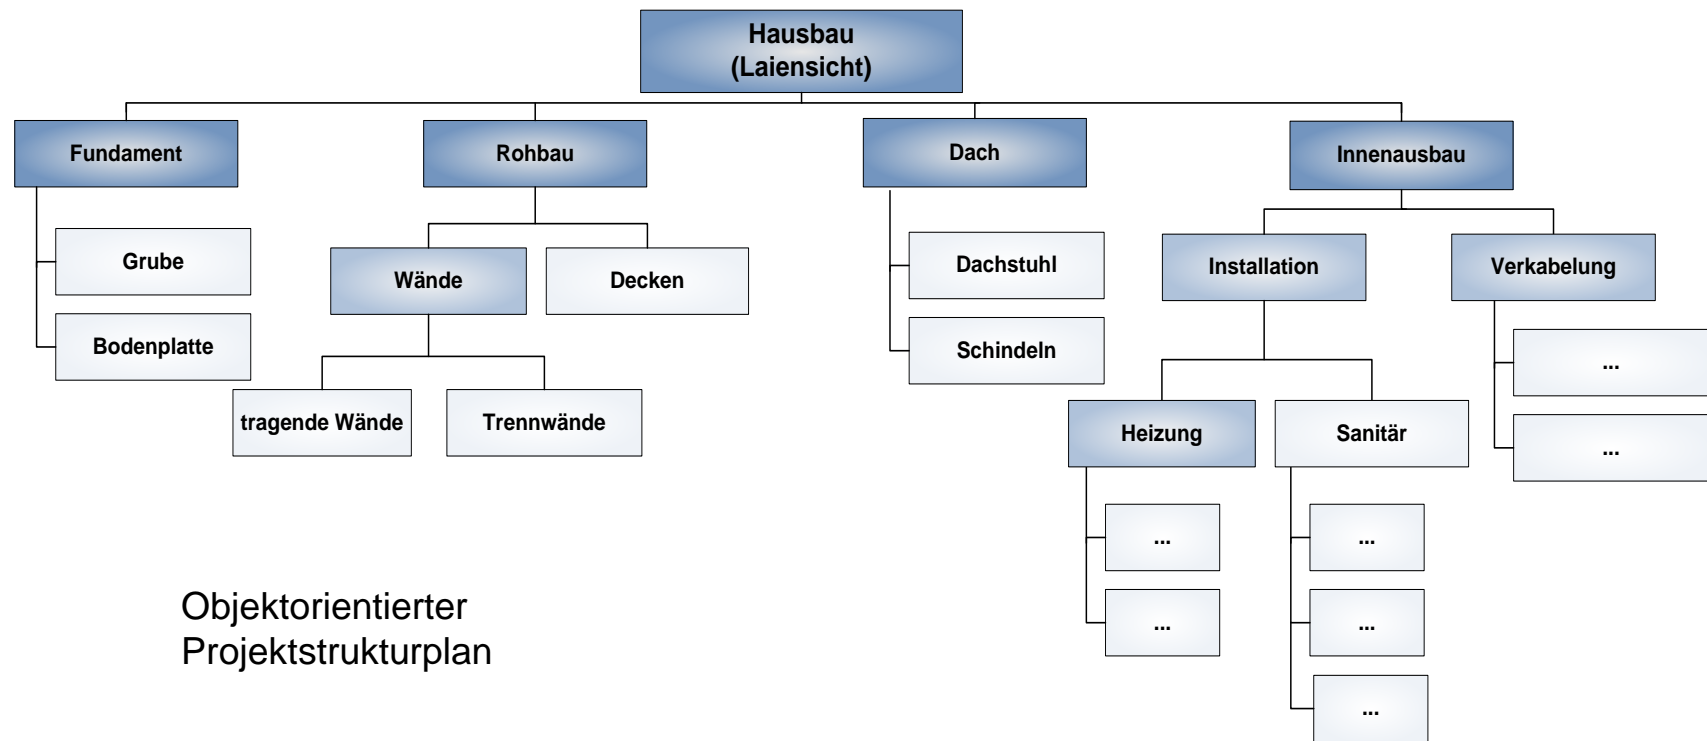 Hausbau
(Laiensicht)
Fundament
Rohbau
Dach
Innenausbau
Grube
Bodenplatte
Wände
Decken
tragende Wände
Trennwände
Dachstuhl
Schindeln
Installation
Verkabelung
Heizung
Sanitär
...
...
...
...
...
...
...
Objektorientierter
Projektstrukturplan